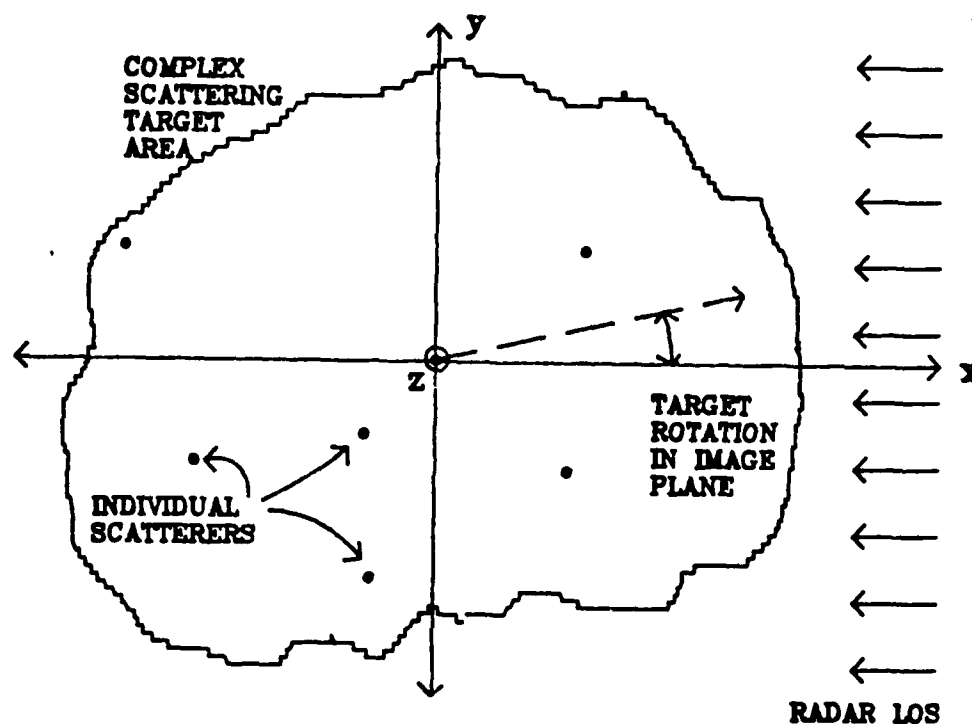 y
COMPLEX
SCATTERING
TARGET
AREA
x
Z
TARGET
ROTATION
IN IMAGE
PLANE
INDIVIDUAL
SCATTERERS
RADAR LOS